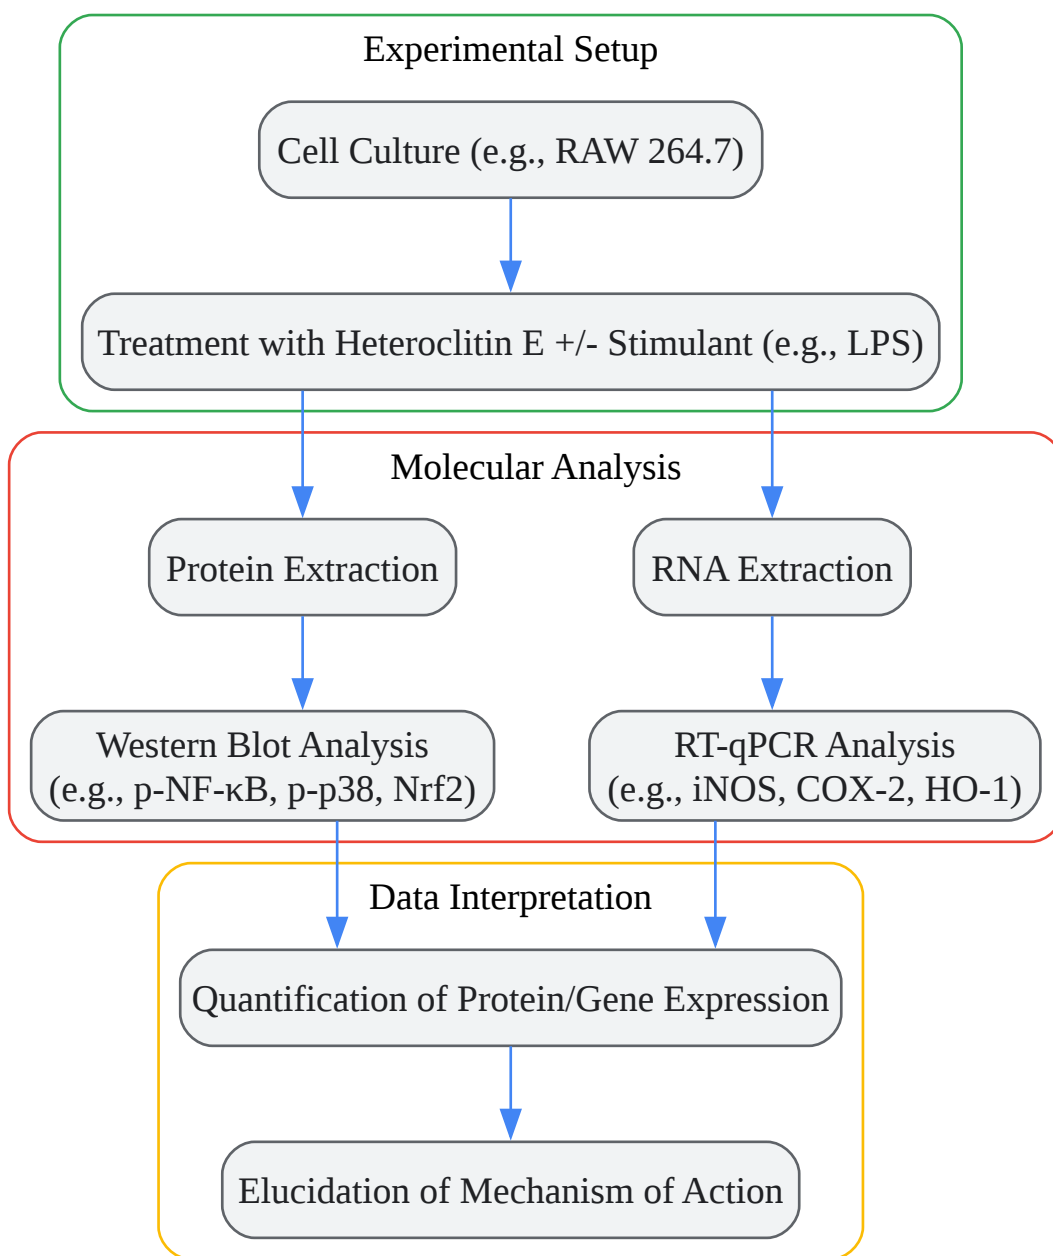 Experimental Setup
Cell Culture (e.g., RAW 264.7)
Treatment with Heteroclitin E +/- Stimulant (e.g., LPS)
Molecular Analysis
Protein Extraction
RNA Extraction
Western Blot Analysis
(e.g., p-NF-κB, p-p38, Nrf2)
RT-qPCR Analysis
(e.g., iNOS, COX-2, HO-1)
Data Interpretation
Quantification of Protein/Gene Expression
Elucidation of Mechanism of Action